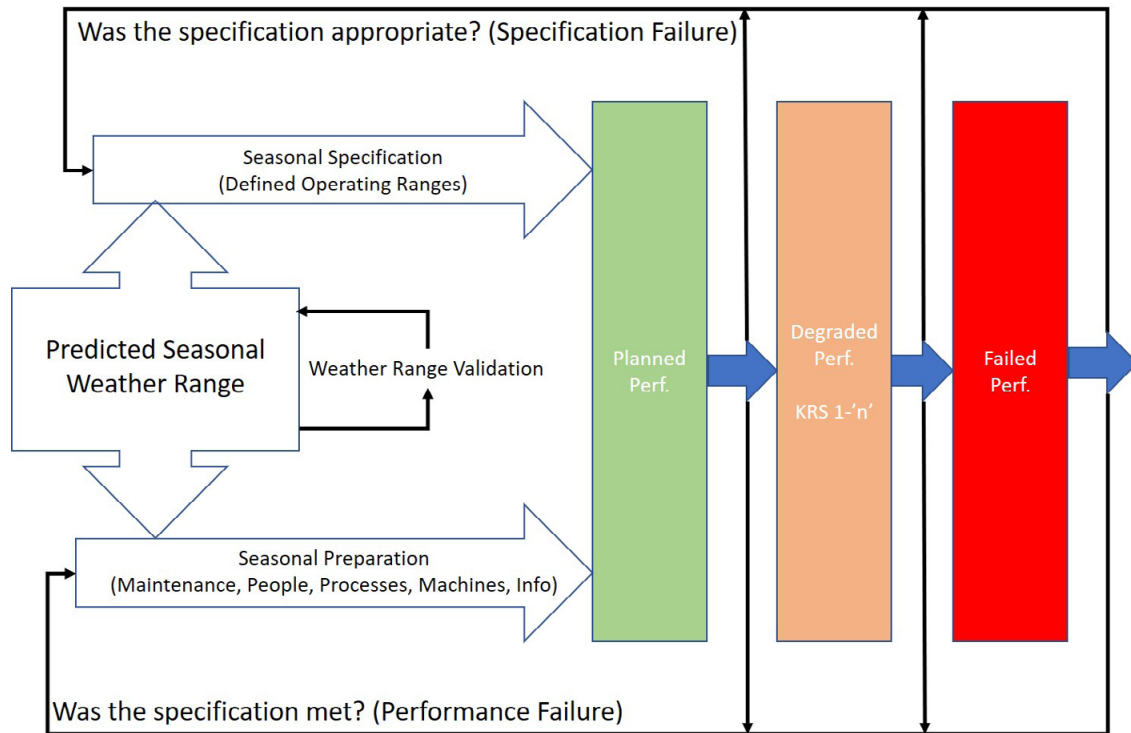 Was the specification appropriate? (Specification Failure)
Seasonal Specification
(Defined Operating Ranges)
Predicted Seasonal
Weather Range
Weather Range Validation
Planned
Perf.
Degraded
Perf.
KRS 1-’n’
Failed
Perf.
Seasonal Preparation
(Maintenance, People, Processes, Machines, Info)
Was the specification met? (Performance Failure)